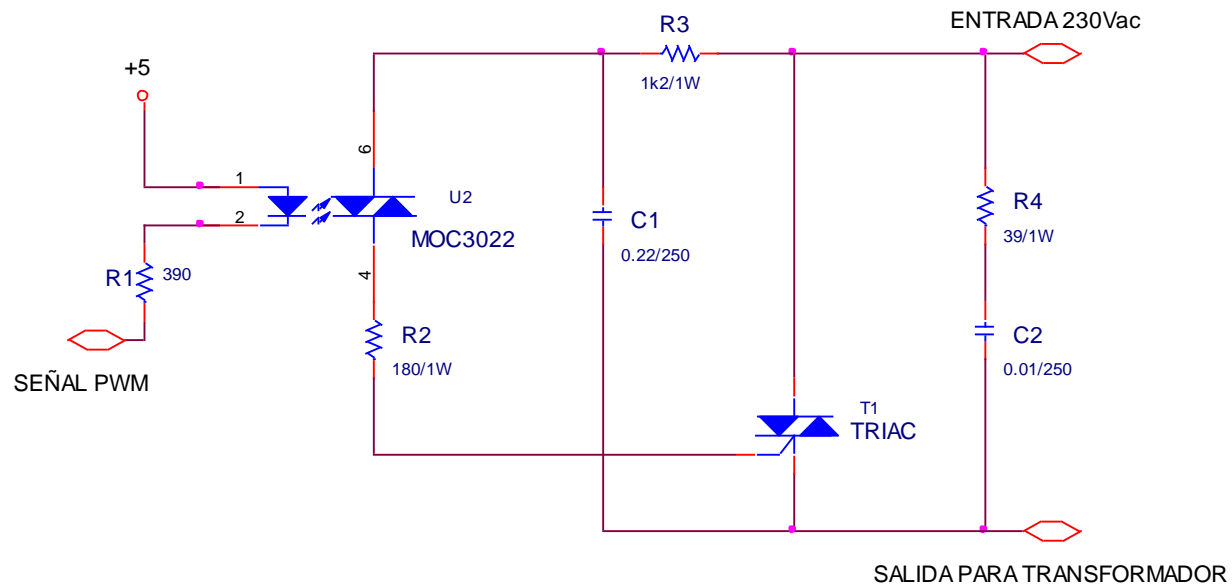 ENTRADA 230Vac
R3
1k2/1W
+5
6
1
U2
MOC3022
2
C1
0.22/250
R4
39/1W
R1
390
4
R2
180/1W
C2
0.01/250
SEÑAL PWM
T1
TRIAC
SALIDA PARA TRANSFORMADOR